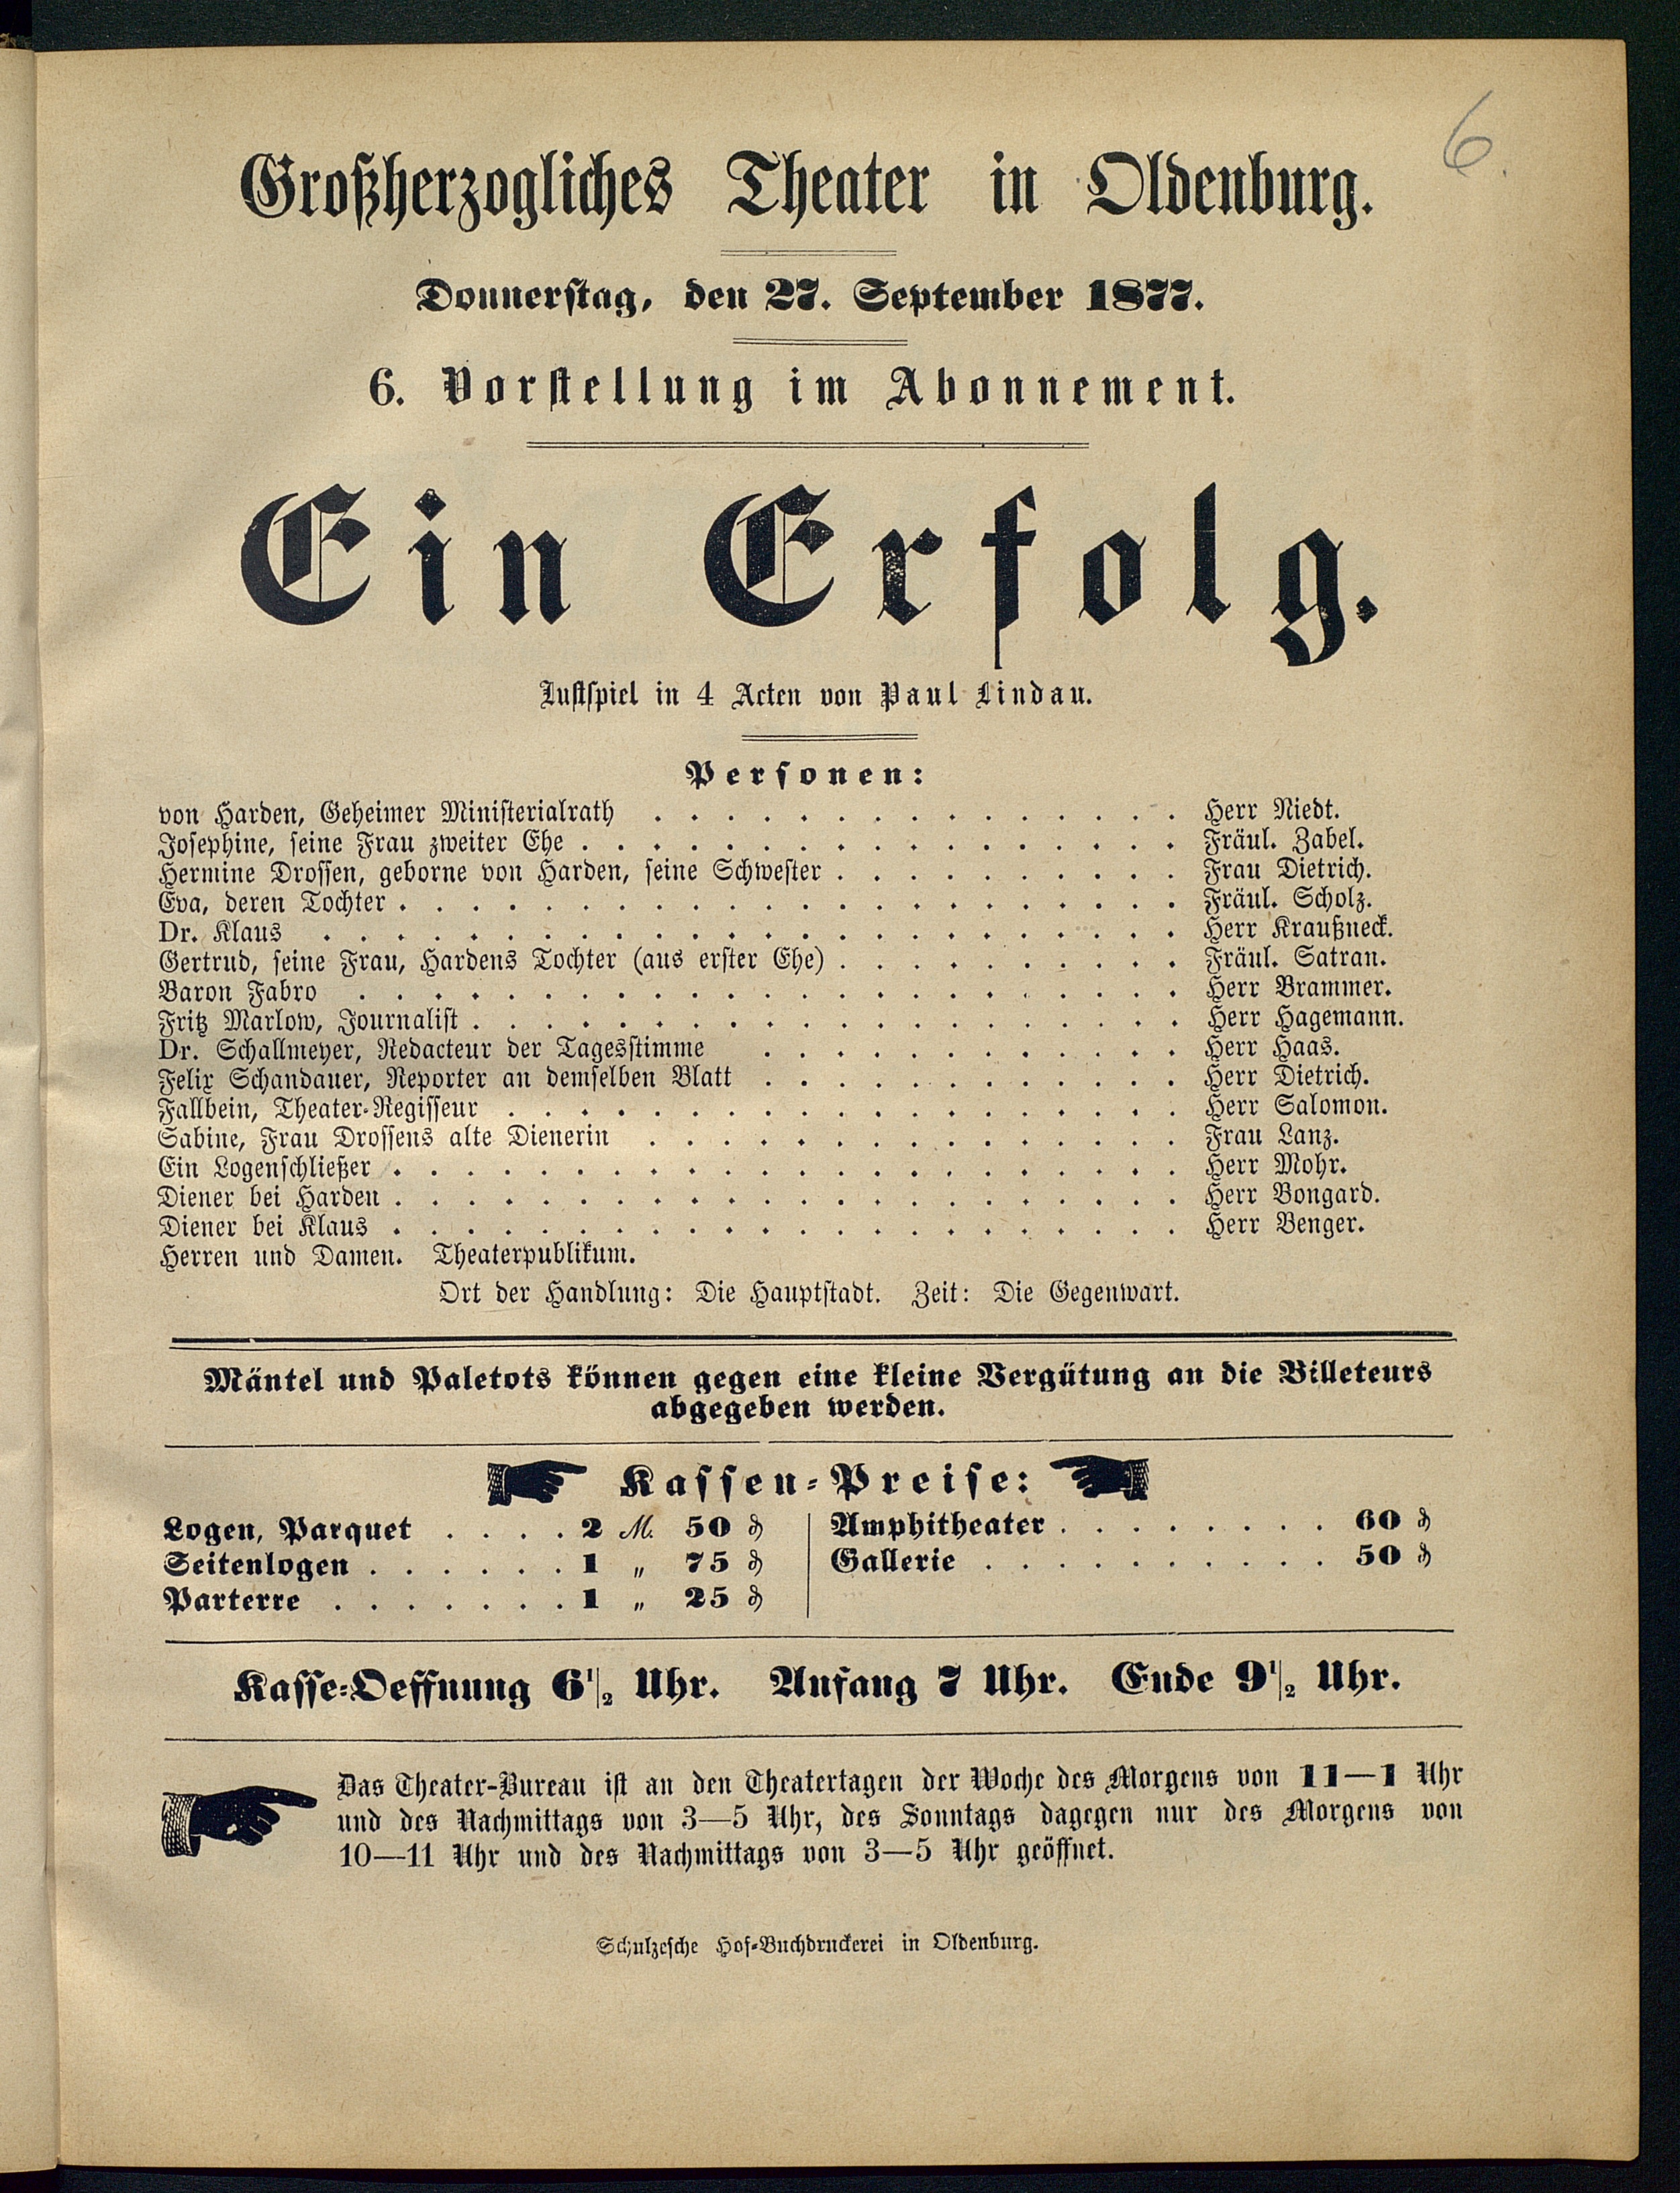 6.
Großherzogliches Theater in Oldenburg.
Donnerstag, den 27. September 1877.
6. Vorstellung im Abonnement.
Ein Erfolg.
Lustspiel in 4 Acten von Paul Lindau.
Personen:
von Harden, Geheimer Ministerialrath . . . . . . . . . . . . . . . Herr Niedt.
Josephine, seine Frau zweiter Ehe . . . . . . . . . . . . . . . . . Fräul. Zabel.
Hermine Drossen, geborne von Harden, seine Schwester . . . . . . . . . . Frau Dietrich.
Eva, deren Tochter . . . . . . . . . . . . . . . . . . . . . . Fräul. Scholz.
Dr. Klaus . . . . . . . . . . . . . . . . . . . . . . . . Herr Kraußneck.
Gertrud, seine Frau, Hardens Tochter (aus erster Ehe) . . . . . . . . . . Fräul. Satran.
Baron Fabro . . . . . . . . . . . . . . . . . . . . . . . Herr Brammer.
Fritz Marlow, Journalist . . . . . . . . . . . . . . . . . . . . Herr Hagemann.
Dr. Schallmeyer, Redacteur der Tagesstimme . . . . . . . . . . . . Herr Haas.
Felix Schandauer, Reporter an demselben Blatt . . . . . . . . . . . . Herr Dietrich.
Fallbein, Theater-Regisseur . . . . . . . . . . . . . . . . . . . Herr Salomon.
Sabine, Frau Drossens alte Dienerin . . . . . . . . . . . . . . . Frau Lanz.
Ein Logenschließer . . . . . . . . . . . . . . . . . . . . . . Herr Mohr.
Diener bei Harden . . . . . . . . . . . . . . . . . . . . . . Herr Bongard.
Diener bei Klaus . . . . . . . . . . . . . . . . . . . . . . Herr Benger.
Herren und Damen. Theaterpublikum.
Ort der Handlung: Die Hauptstadt. Zeit: Die Gegenwart.
Mäntel und Paletots können gegen eine kleine Vergütung an die Billeteurs
abgegeben werden.
Kassen-Preise:
Logen, Parquet . . . . 2 M. 50 ₰
Seitenlogen . . . . . . 1 „ 75 ₰
Parterre . . . . . . . 1 „ 25 ₰
Amphitheater . . . . . . . . 60 ₰
Gallerie . . . . . . . . . . 50 ₰
Kasse-Oeffnung 6 1/2 Uhr. Anfang 7 Uhr. Ende 9 1/2 Uhr.
Das Theater-Bureau ist an den Theatertagen der Woche des Morgens von 11—1 Uhr
und des Nachmittags von 3—5 Uhr, des Sonntags dagegen nur des Morgens von
10—11 Uhr und des Nachmittags von 3—5 Uhr geöffnet.
Schulzesche Hof-Buchdruckerei in Oldenburg.